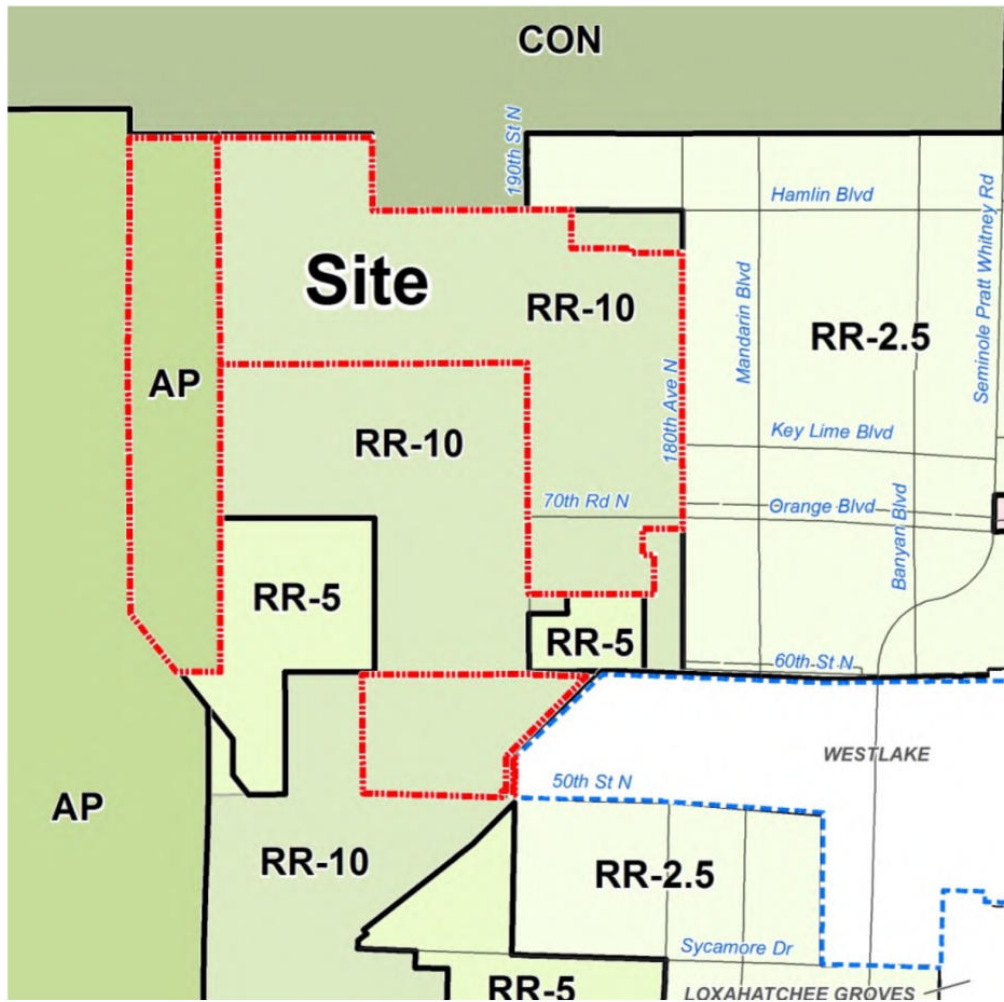 CON
190th St N
Hamlin Blvd
Seminole Pratt Whitney Rd
Site
RR-10
Mandarin Blvd
RR-2.5
AP
180th Ave N
RR-10
Key Lime Blvd
70th Rd N
Orange Blvd
Banyan Blvd
RR-5
RR-5
60th St N
WESTLAKE
50th St N
AP
RR-10
RR-2.5
Sycamore Dr
RR-5
LOXAHATCHEE GROVES